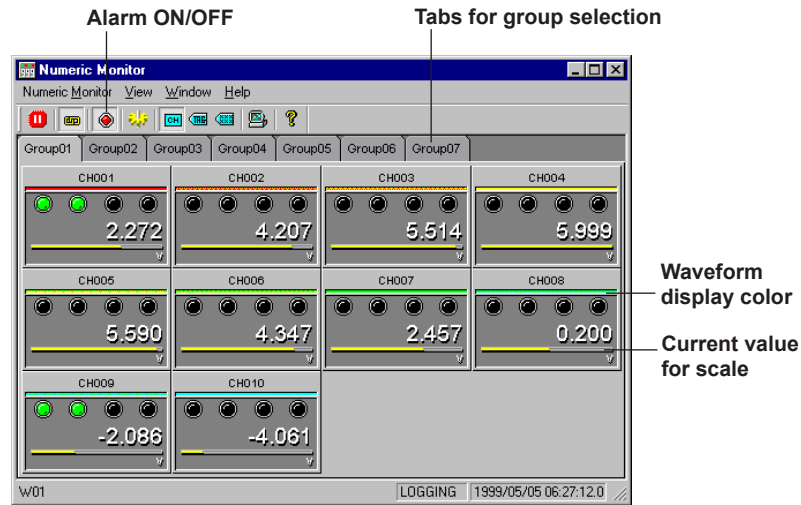 Alarm ON/OFF
Tabs for group selection
Numeric Monitor
Numeric Monitor View Window Help
CH TAG
Group01 Group02 Group03 Group04 Group05 Group06 Group07
CH001 CH002 CH003 CH004
2.272 4.207 5.514 5.999
V V V V
CH005 CH006 CH007 CH008
5.590 4.347 2.457 0.200
V V V V
CH009 CH010
-2.086 -4.061
V V
Waveform
display color
Current value
for scale
W01 LOGGING 1999/05/05 06:27:12.0